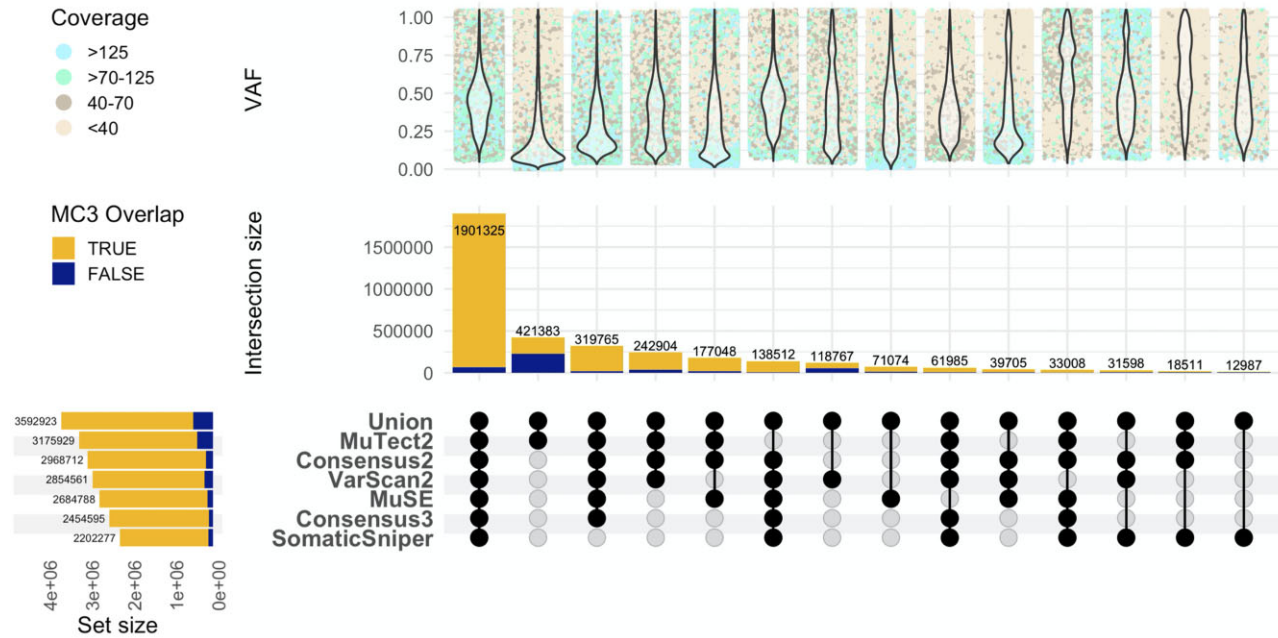 Coverage
>125
>70-125
40-70
<40
VAF
1.00
0.75
0.50
0.25
0.00
MC3 Overlap
TRUE
FALSE
Intersection size
1500000
1000000
500000
0
1901325
421383
319765
242904
177048
138512
118767
71074
61985
39705
33008
31598
18511
12987
3592923
3175929
2968712
2854561
2684788
2454595
2202277
Union
MuTect2
Consensus2
VarScan2
MuSE
Consensus3
SomaticSniper
4e+06
3e+06
2e+06
1e+06
0e+00
Set size